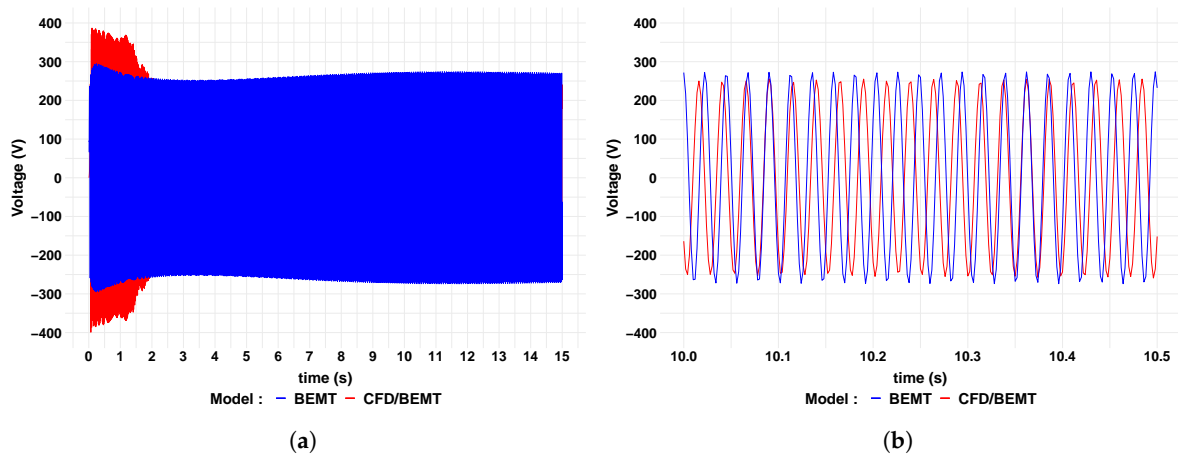 400
300
200
100
0
−100
−200
−300
−400
Voltage (V)
0 1 2 3 4 5 6 7 8 9 10 11 12 13 14 15
time (s)
Model : BEMT CFD/BEMT
(a)
400
300
200
100
0
−100
−200
−300
−400
Voltage (V)
10.0 10.1 10.2 10.3 10.4 10.5
time (s)
Model : BEMT CFD/BEMT
(b)